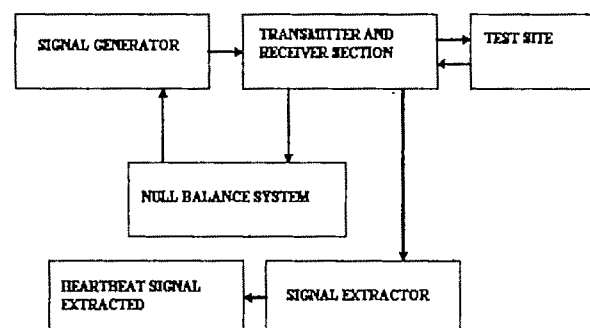 SIGNAL GENERATOR
TRANSMITTER AND
RECEIVER SECTION
TEST SITE
NULL BALANCE SYSTEM
HEARTBEAT SIGNAL
EXTRACTED
SIGNAL EXTRACTOR